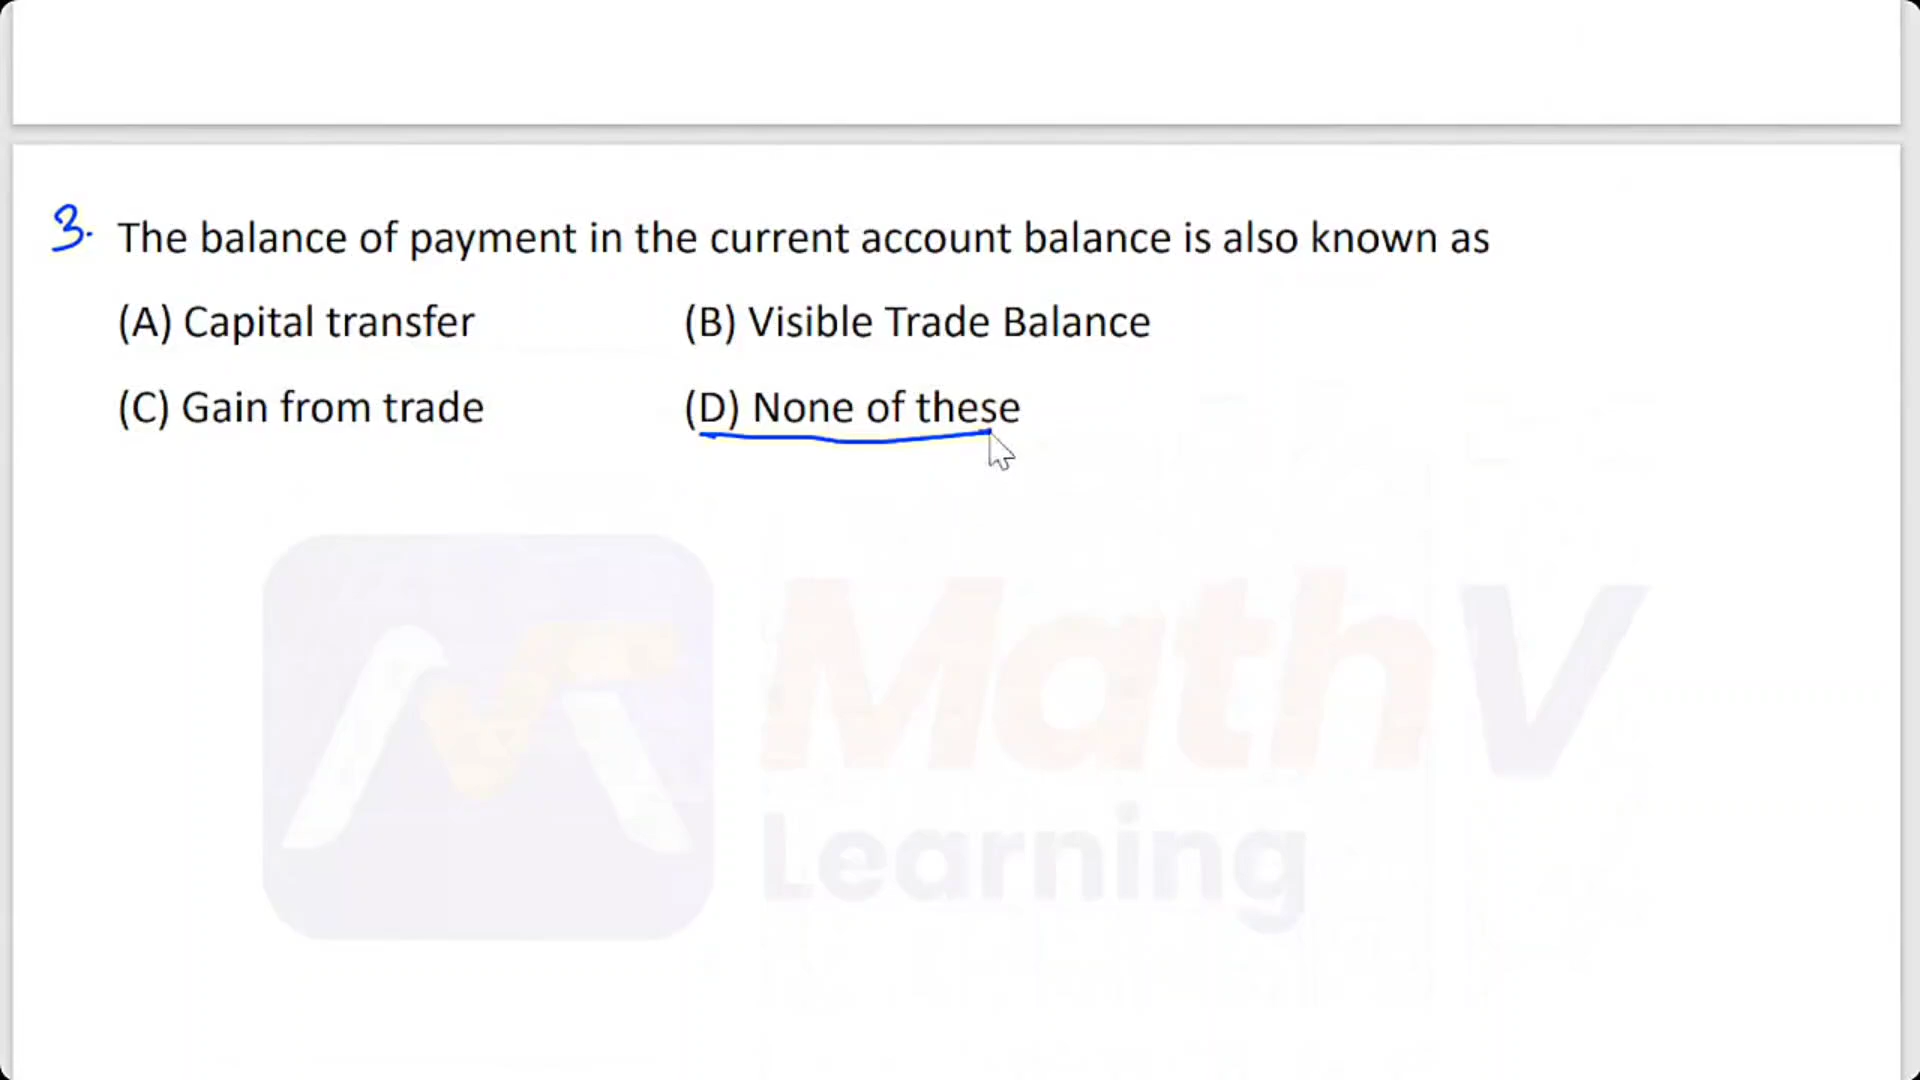 3. The balance of payment in the current account balance is also known as
(A) Capital transfer (B) Visible Trade Balance
(C) Gain from trade (D) None of these
MathV
Learning